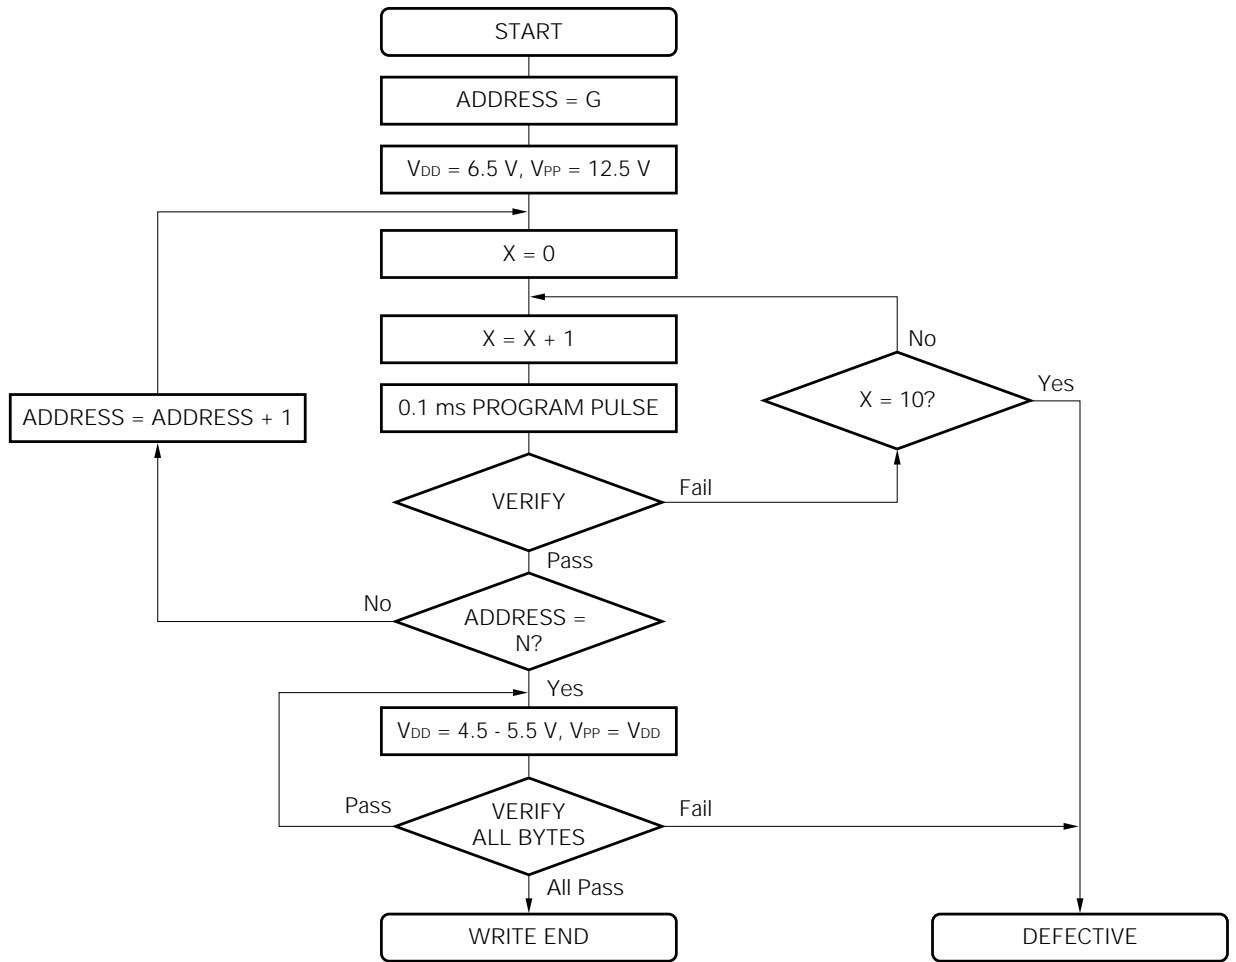 START
ADDRESS = G
VDD = 6.5 V, VPP = 12.5 V
X = 0
X = X + 1
No
ADDRESS = ADDRESS + 1
0.1 ms PROGRAM PULSE
X = 10?
Yes
VERIFY
Fail
Pass
No
ADDRESS =
N?
Yes
VDD = 4.5 - 5.5 V, VPP = VDD
Pass
VERIFY
ALL BYTES
Fail
All Pass
WRITE END
DEFECTIVE